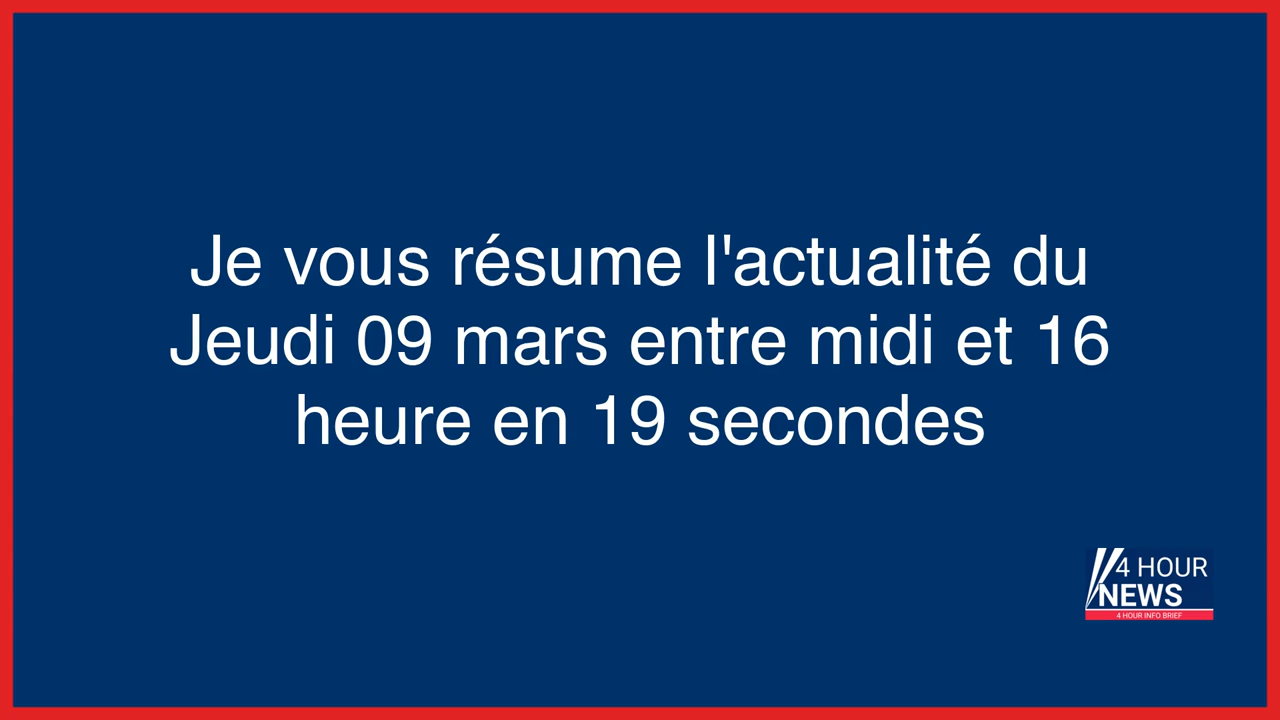 Je vous résume l'actualité du
Jeudi 09 mars entre midi et 16
heure en 19 secondes
4 HOUR
NEWS
4 HOUR INFO BRIEF